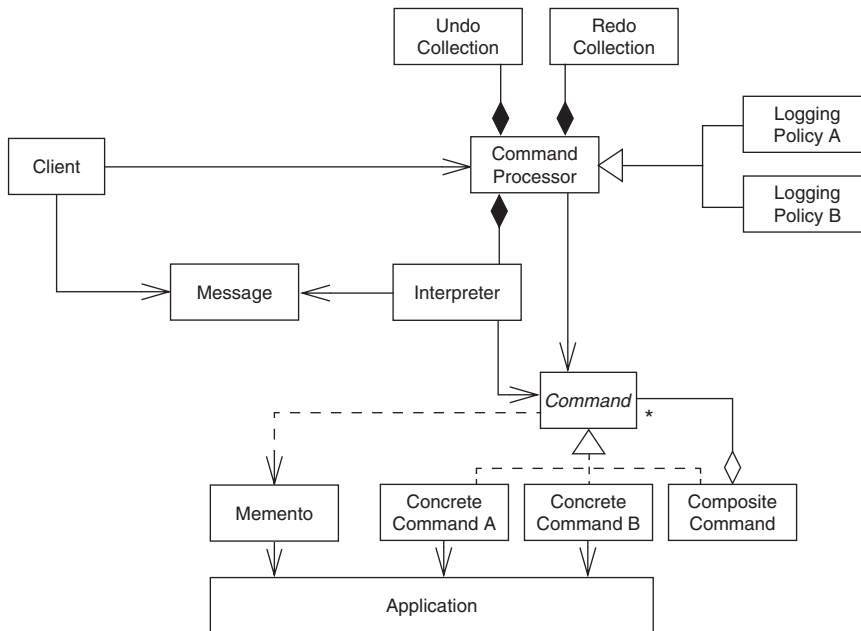 Undo
Collection
Redo
Collection
Logging
Policy A
Client
Command
Processor
Logging
Policy B
Message
Interpreter
Command
*
Memento
Concrete
Command A
Concrete
Command B
Composite
Command
Application